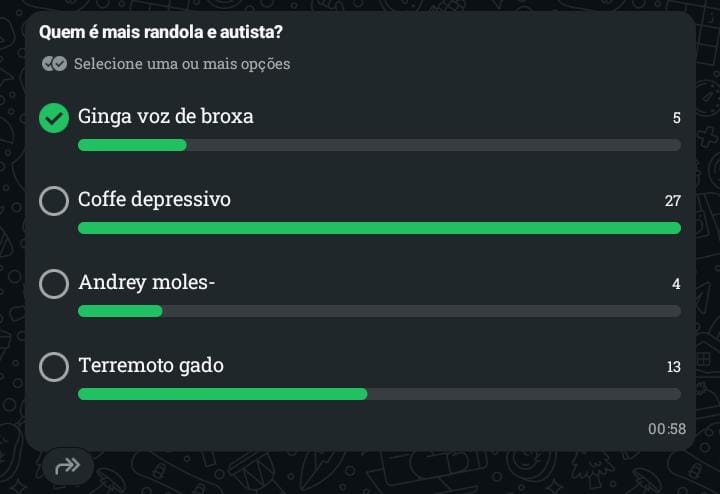 Quem é mais randola e autista?
Selecione uma ou mais opções
Ginga voz de broxa 5
Coffe depressivo 27
Andrey moles- 4
Terremoto gado 13
00:58